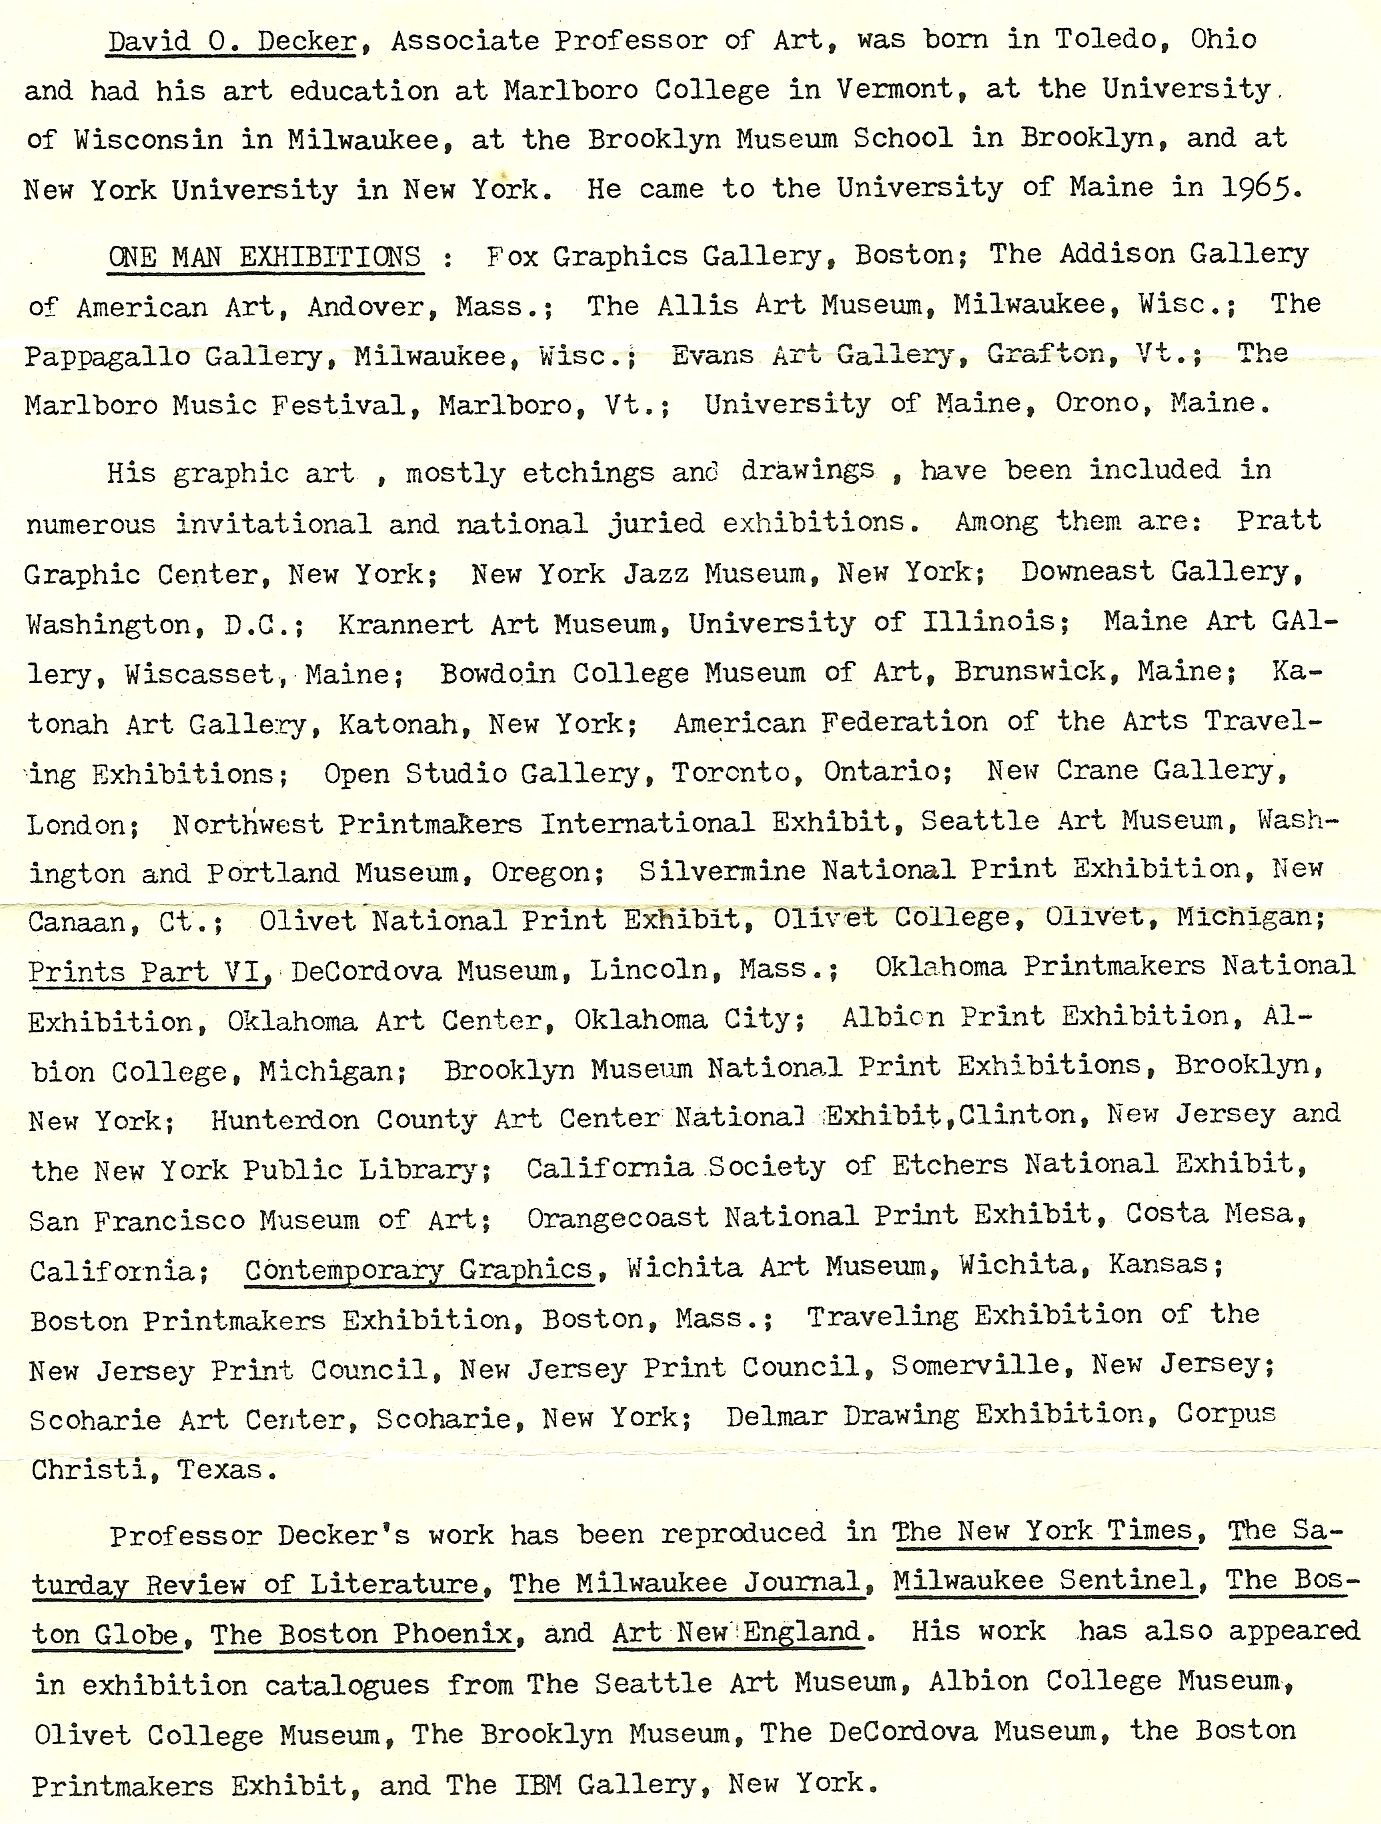 David O. Decker, Associate Professor of Art, was born in Toledo, Ohio
and had his art education at Marlboro College in Vermont, at the University
of Wisconsin in Milwaukee, at the Brooklyn Museum School in Brooklyn, and at
New York University in New York. He came to the University of Maine in 1965.
ONE MAN EXHIBITIONS : Fox Graphics Gallery, Boston; The Addison Gallery
of American Art, Andover, Mass.; The Allis Art Museum, Milwaukee, Wisc.; The
Pappagallo Gallery, Milwaukee, Wisc.; Evans Art Gallery, Grafton, Vt.; The
Marlboro Music Festival, Marlboro, Vt.; University of Maine, Orono, Maine.
His graphic art , mostly etchings and drawings , have been included in
numerous invitational and national juried exhibitions. Among them are: Pratt
Graphic Center, New York; New York Jazz Museum, New York; Downeast Gallery,
Washington, D.C.; Krannert Art Museum, University of Illinois; Maine Art GAl-
lery, Wiscasset, Maine; Bowdoin College Museum of Art, Brunswick, Maine; Ka-
tonah Art Gallery, Katonah, New York; American Federation of the Arts Travel-
ing Exhibitions; Open Studio Gallery, Toronto, Ontario; New Crane Gallery,
London; Northwest Printmakers International Exhibit, Seattle Art Museum, Wash-
ington and Portland Museum, Oregon; Silvermine National Print Exhibition, New
Canaan, Ct.; Olivet National Print Exhibit, Olivet College, Olivet, Michigan;
Prints Part VI, DeCordova Museum, Lincoln, Mass.; Oklahoma Printmakers National
Exhibition, Oklahoma Art Center, Oklahoma City; Albion Print Exhibition, Al-
bion College, Michigan; Brooklyn Museum National Print Exhibitions, Brooklyn,
New York; Hunterdon County Art Center National Exhibit,Clinton, New Jersey and
the New York Public Library; California Society of Etchers National Exhibit,
San Francisco Museum of Art; Orangecoast National Print Exhibit, Costa Mesa,
California; Contemporary Graphics, Wichita Art Museum, Wichita, Kansas;
Boston Printmakers Exhibition, Boston, Mass.; Traveling Exhibition of the
New Jersey Print Council, New Jersey Print Council, Somerville, New Jersey;
Scoharie Art Center, Scoharie, New York; Delmar Drawing Exhibition, Corpus
Christi, Texas.
Professor Decker's work has been reproduced in The New York Times, The Sa-
turday Review of Literature, The Milwaukee Journal, Milwaukee Sentinel, The Bos-
ton Globe, The Boston Phoenix, and Art New England. His work has also appeared
in exhibition catalogues from The Seattle Art Museum, Albion College Museum,
Olivet College Museum, The Brooklyn Museum, The DeCordova Museum, the Boston
Printmakers Exhibit, and The IBM Gallery, New York.